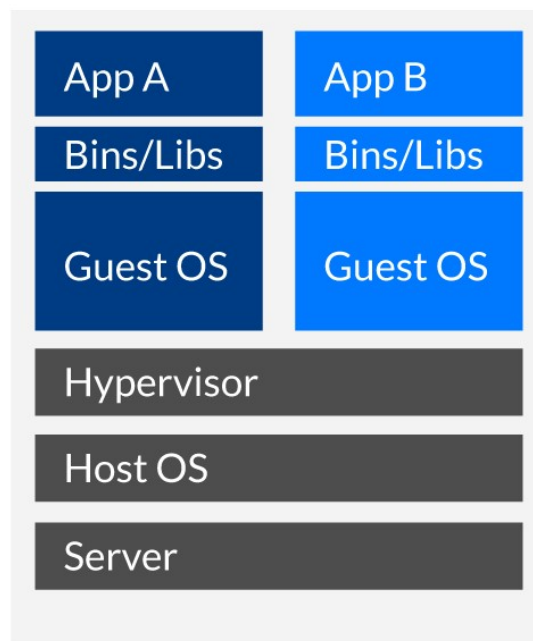 App A
App B
Bins/Libs
Bins/Libs
Guest OS
Guest OS
Hypervisor
Host OS
Server